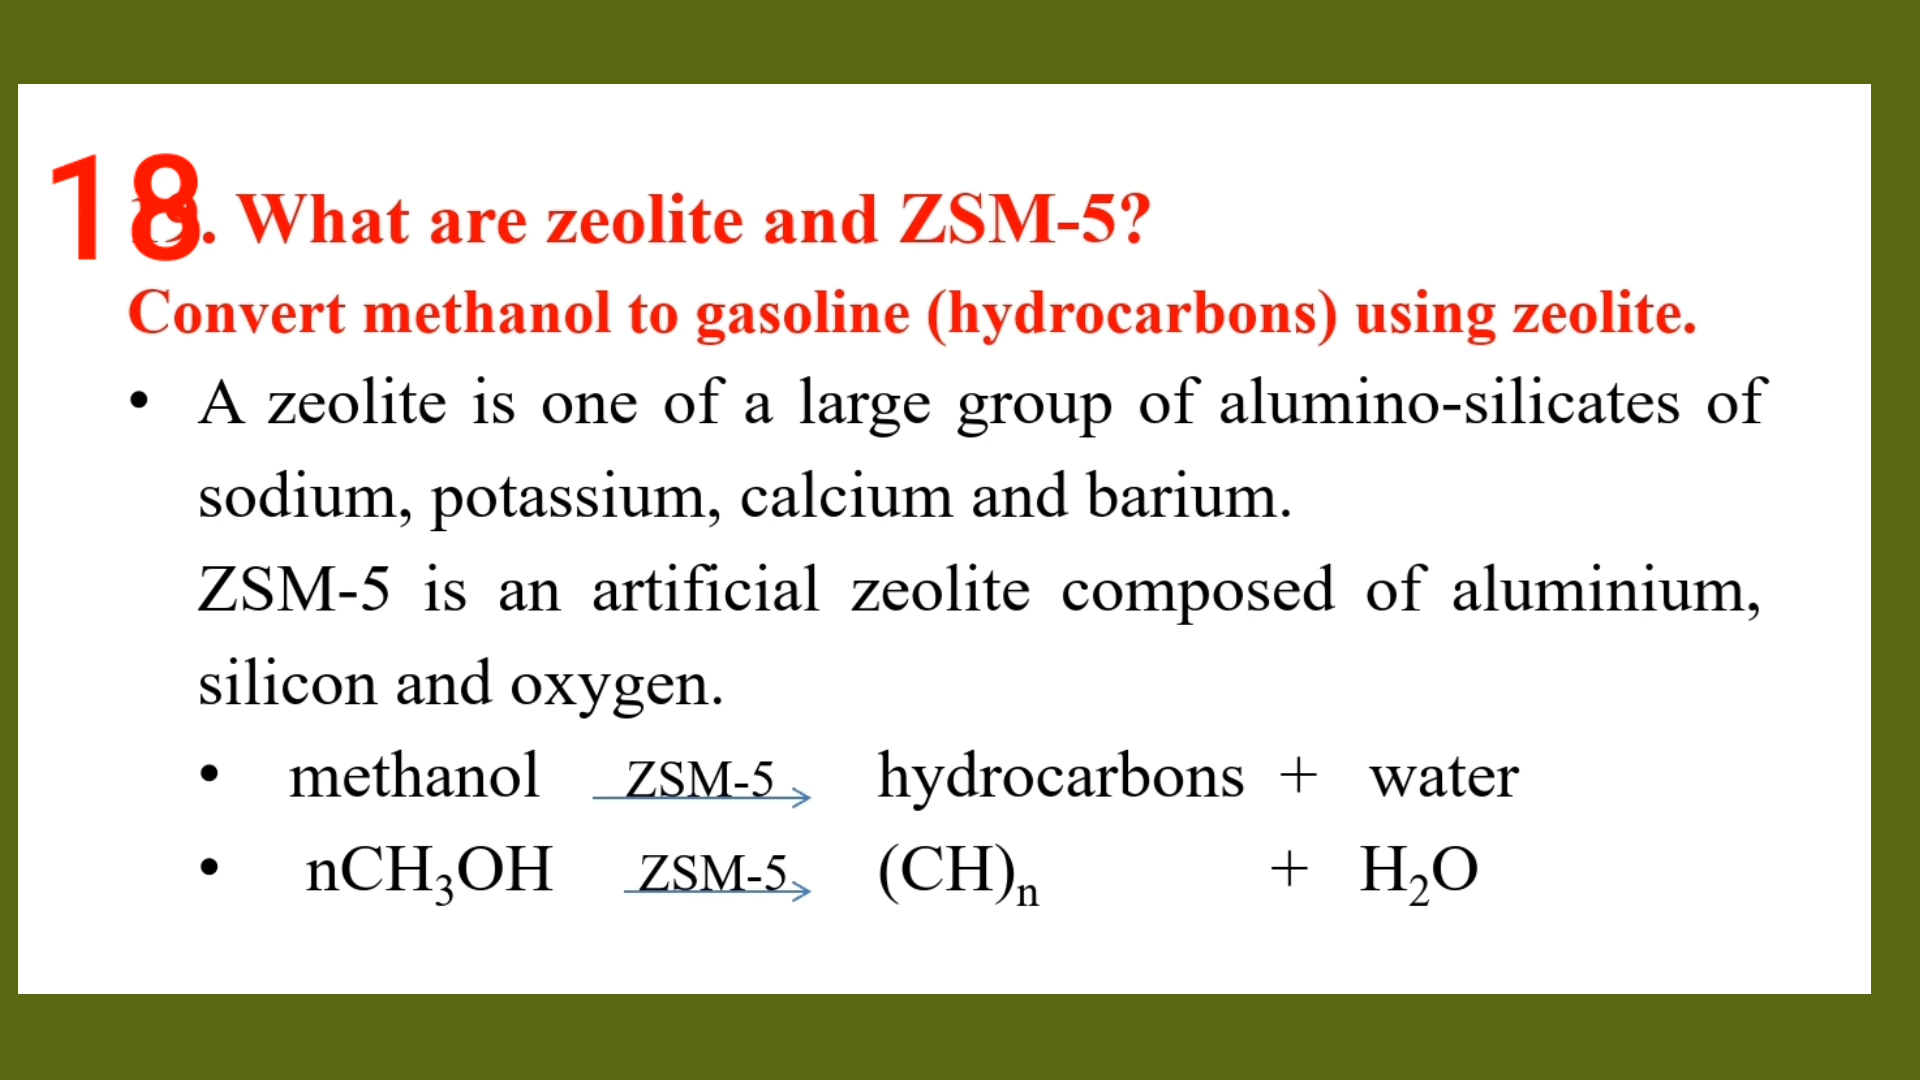 18. What are zeolite and ZSM-5?
Convert methanol to gasoline (hydrocarbons) using zeolite.
• A zeolite is one of a large group of alumino-silicates of
sodium, potassium, calcium and barium.
ZSM-5 is an artificial zeolite composed of aluminium,
silicon and oxygen.
• methanol ZSM-5 → hydrocarbons + water
• nCH₃OH ZSM-5 → (CH)ₙ + H₂O